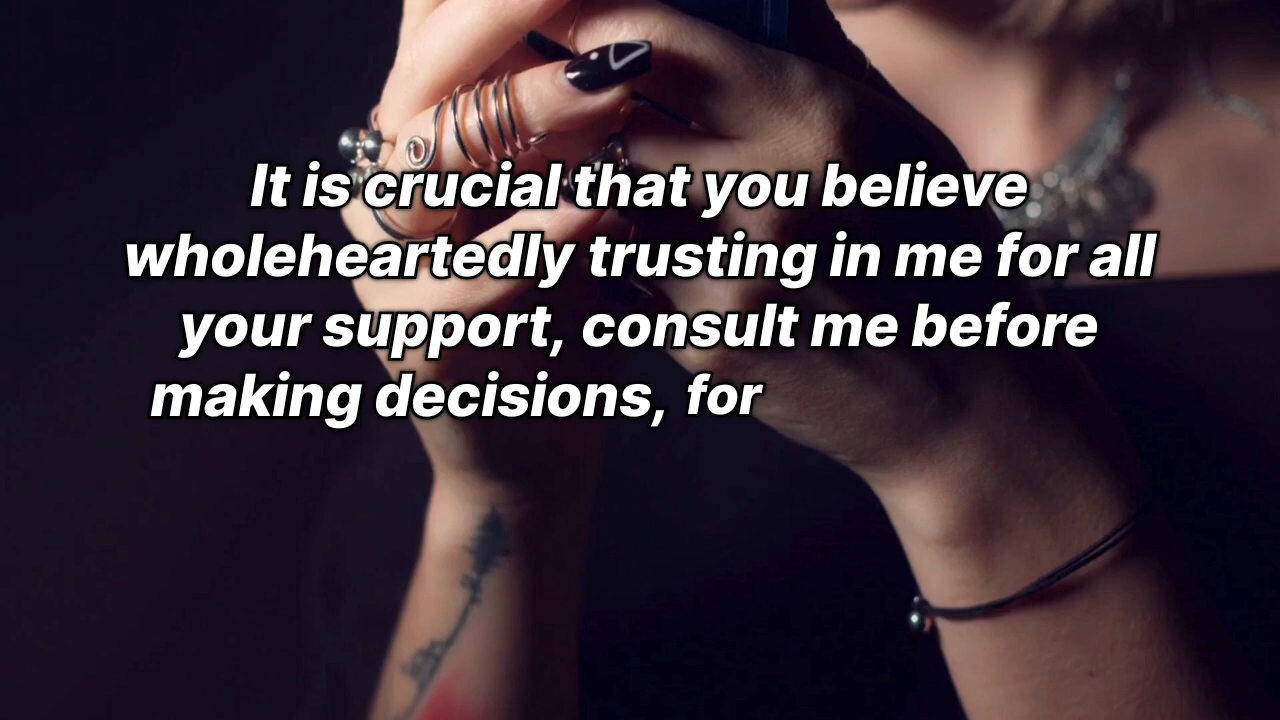 It is crucial that you believe
wholeheartedly trusting in me for all
your support, consult me before
making decisions, for